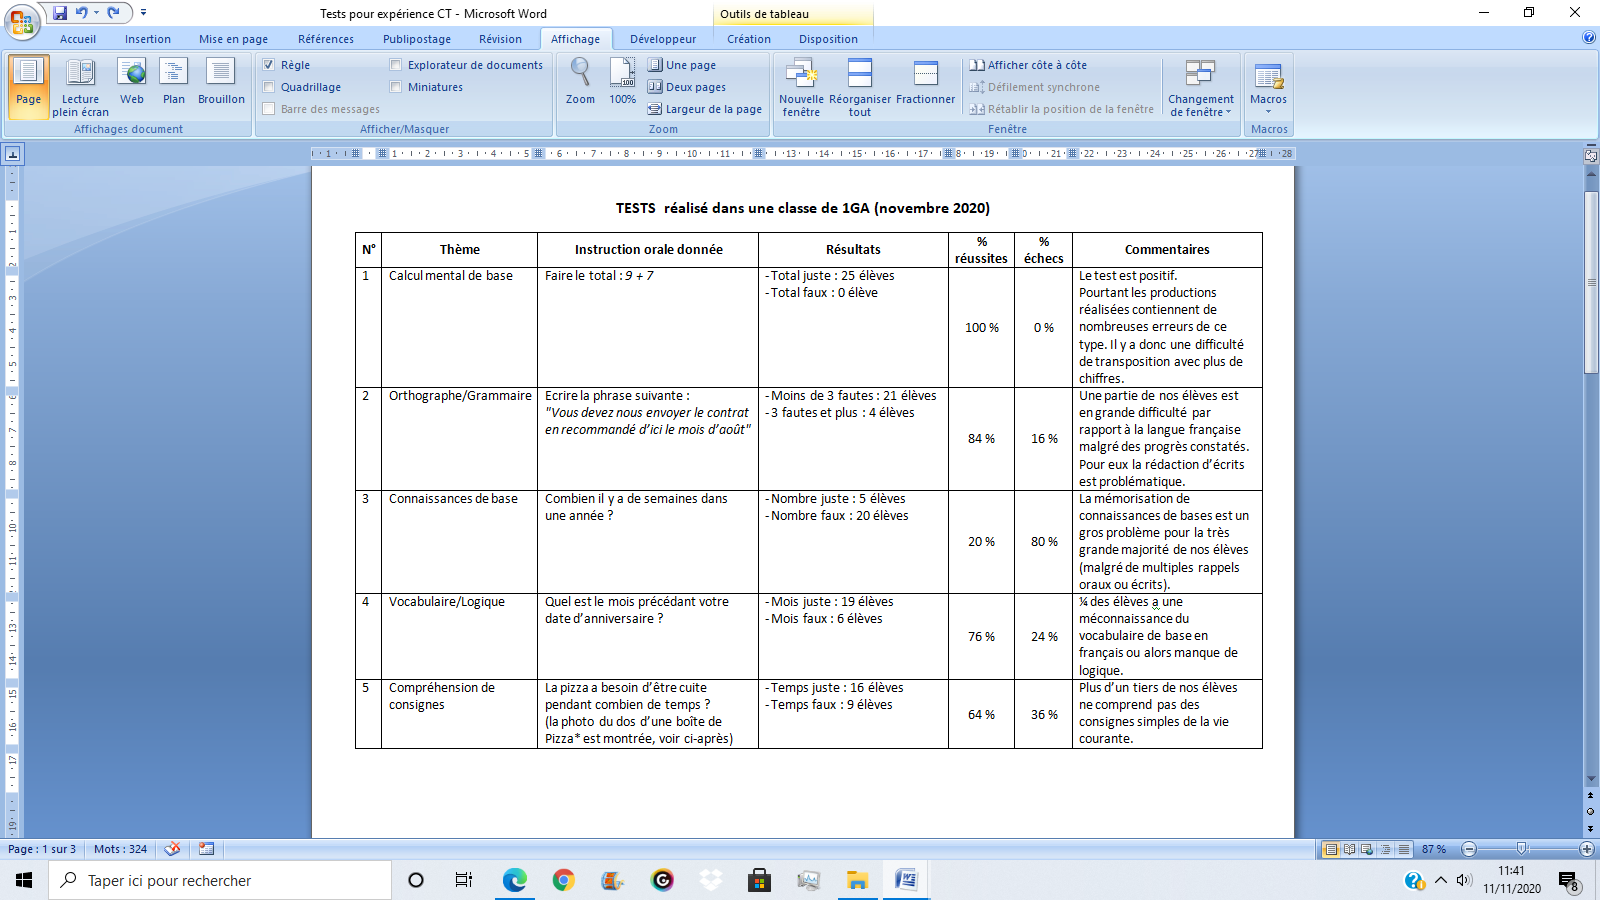 Tests pour expérience CT - Microsoft Word
Outils de tableau
Accueil Insertion Mise en page Références Publipostage Révision Affichage Développeur Création Disposition
Page
Lecture
plein écran
Web
Plan
Brouillon
Affichages document
Règle
Quadrillage
Barre des messages
Explorateur de documents
Miniatures
Afficher/Masquer
Zoom
100%
Une page
Deux pages
Largeur de la page
Zoom
Nouvelle
fenêtre
Réorganiser
tout
Fractionner
Afficher côte à côte
Défilement synchrone
Rétablir la position de la fenêtre
Fenêtre
Changement
de fenêtre
Macros
Macros
TESTS réalisé dans une classe de 1GA (novembre 2020)
N° Thème Instruction orale donnée Résultats % réussites % échecs Commentaires
1
Calcul mental de base
Faire le total : 9 + 7
- Total juste : 25 élèves
- Total faux : 0 élève
100 %
0 %
Le test est positif.
Pourtant les productions
réalisées contiennent de
nombreuses erreurs de ce
type. Il y a donc une difficulté
de transposition avec plus de
chiffres.
2
Orthographe/Grammaire
Ecrire la phrase suivante :
"Vous devez nous envoyer le contrat
en recommandé d'ici le mois d'août"
- Moins de 3 fautes : 21 élèves
- 3 fautes et plus : 4 élèves
84 %
16 %
Une partie de nos élèves est
en grande difficulté par
rapport à la langue française
malgré des progrès constatés.
Pour eux la rédaction d'écrits
est problématique.
3
Connaissances de base
Combien il y a de semaines dans
une année ?
- Nombre juste : 5 élèves
- Nombre faux : 20 élèves
20 %
80 %
La mémorisation de
connaissances de bases est un
gros problème pour la très
grande majorité de nos élèves
(malgré de multiples rappels
oraux ou écrits).
4
Vocabulaire/Logique
Quel est le mois précédant votre
date d'anniversaire ?
- Mois juste : 19 élèves
- Mois faux : 6 élèves
76 %
24 %
¼ des élèves a une
méconnaissance du
vocabulaire de base en
français ou alors manque de
logique.
5
Compréhension de
consignes
La pizza a besoin d'être cuite
pendant combien de temps ?
(la photo du dos d'une boîte de
Pizza* est montrée, voir ci-après)
- Temps juste : 16 élèves
- Temps faux : 9 élèves
64 %
36 %
Plus d'un tiers de nos élèves
ne comprend pas des
consignes simples de la vie
courante.
Page : 1 sur 3 Mots : 324
87 %
Taper ici pour rechercher
11:41
11/11/2020
8